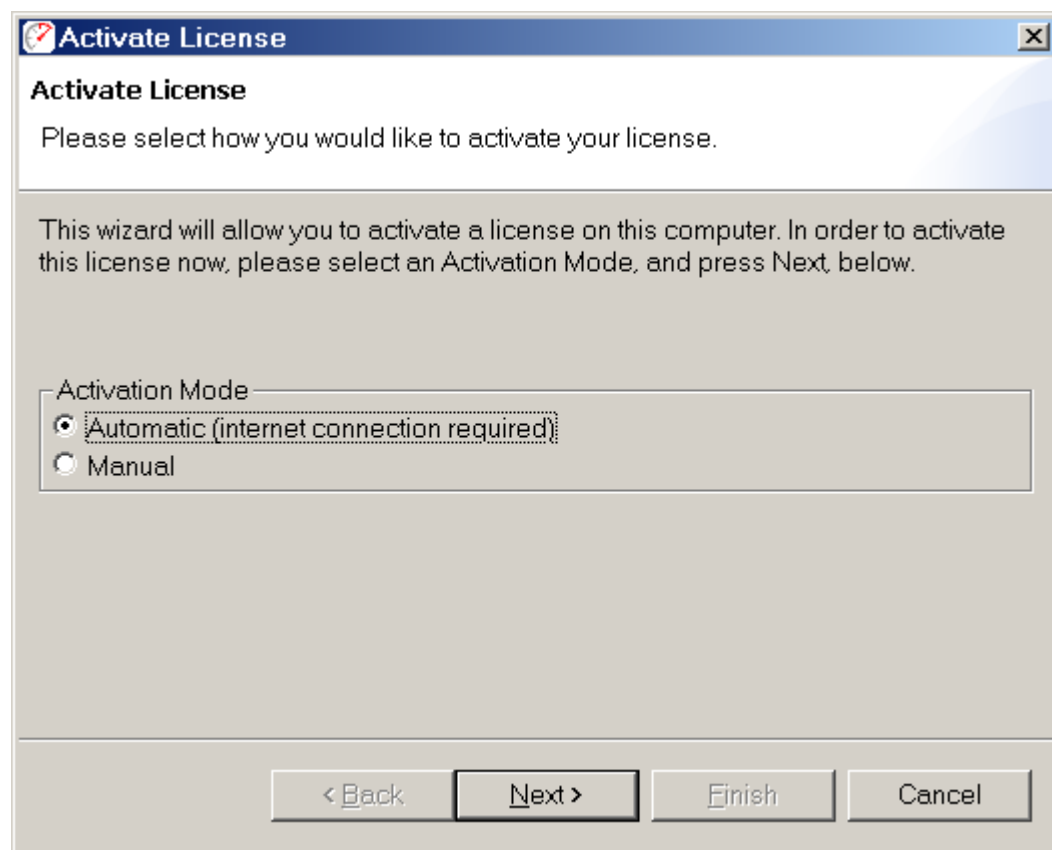 Activate License
Activate License
Please select how you would like to activate your license.
This wizard will allow you to activate a license on this computer. In order to activate
this license now, please select an Activation Mode, and press Next, below.
Activation Mode
Automatic (internet connection required)
Manual
< Back Next > Finish Cancel